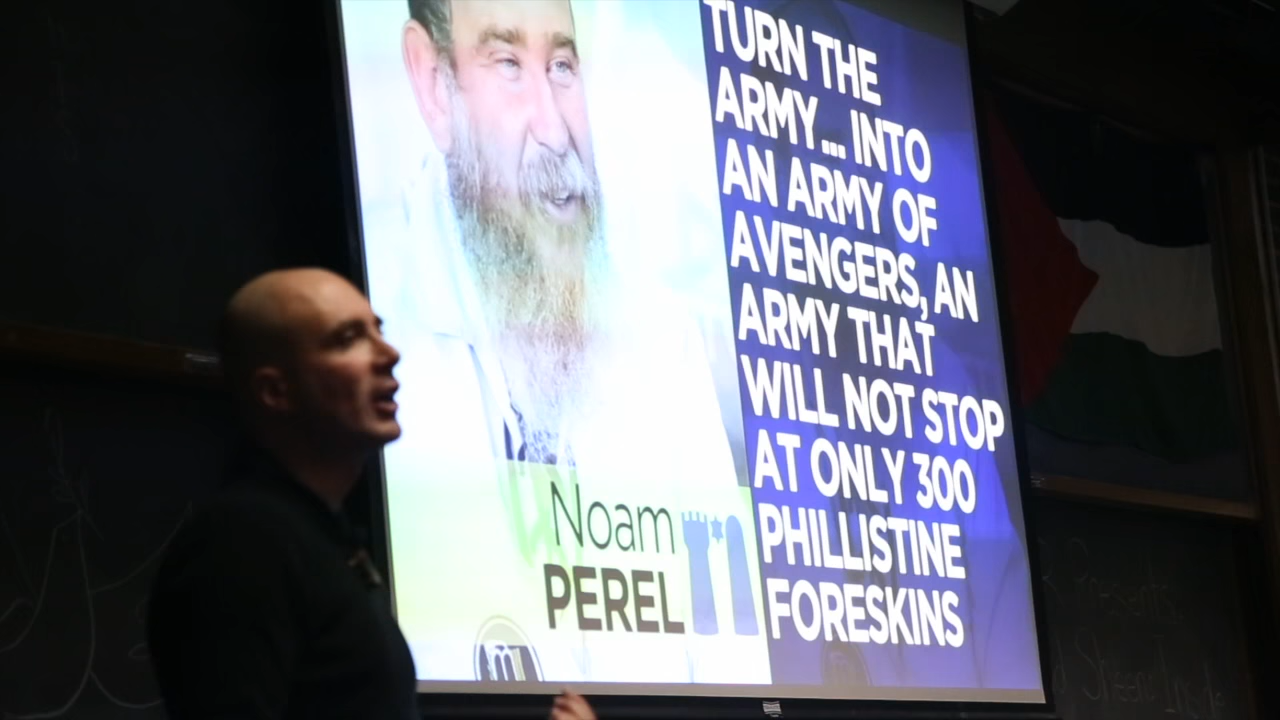 TURN THE
ARMY... INTO
AN ARMY OF
AVENGERS, AN
ARMY THAT
WILL NOT STOP
AT ONLY 300
PHILLISTINE
FORESKINS
Noam
PEREL
Presents